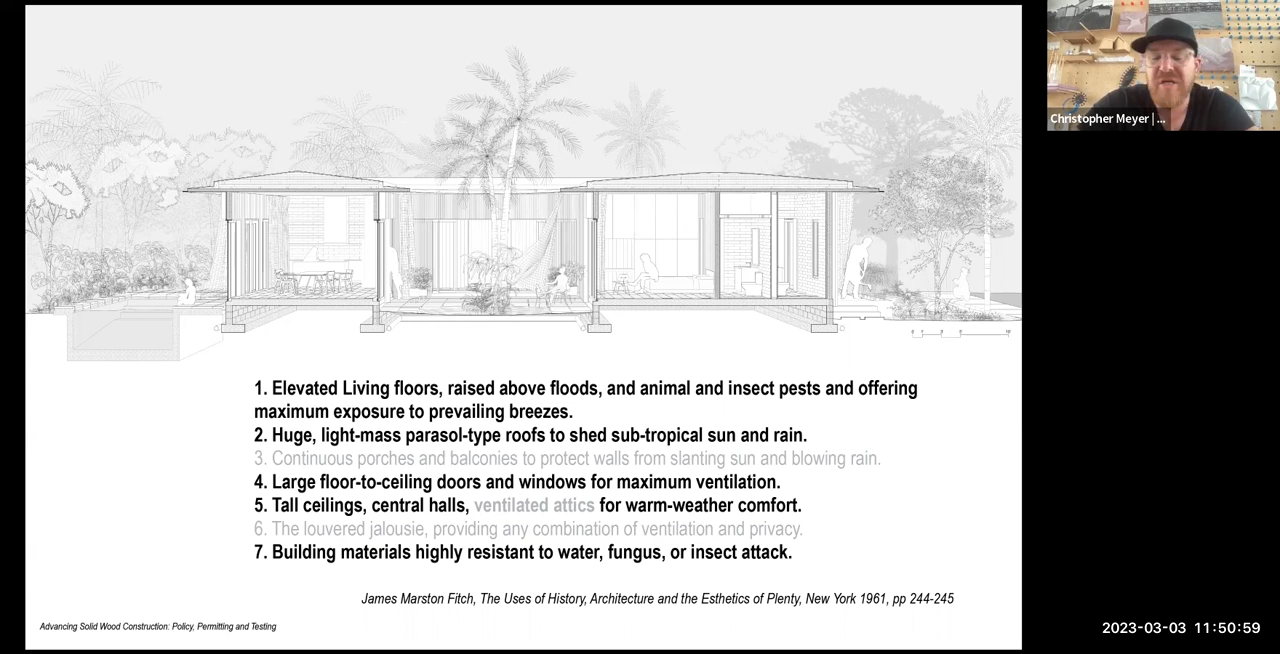 Christopher Meyer | ...
1. Elevated Living floors, raised above floods, and animal and insect pests and offering
maximum exposure to prevailing breezes.
2. Huge, light-mass parasol-type roofs to shed sub-tropical sun and rain.
3. Continuous porches and balconies to protect walls from slanting sun and blowing rain.
4. Large floor-to-ceiling doors and windows for maximum ventilation.
5. Tall ceilings, central halls, ventilated attics for warm-weather comfort.
6. The louvered jalousie, providing any combination of ventilation and privacy.
7. Building materials highly resistant to water, fungus, or insect attack.
James Marston Fitch, The Uses of History, Architecture and the Esthetics of Plenty, New York 1961, pp 244-245
Advancing Solid Wood Construction: Policy, Permitting and Testing
2023-03-03 11:50:59